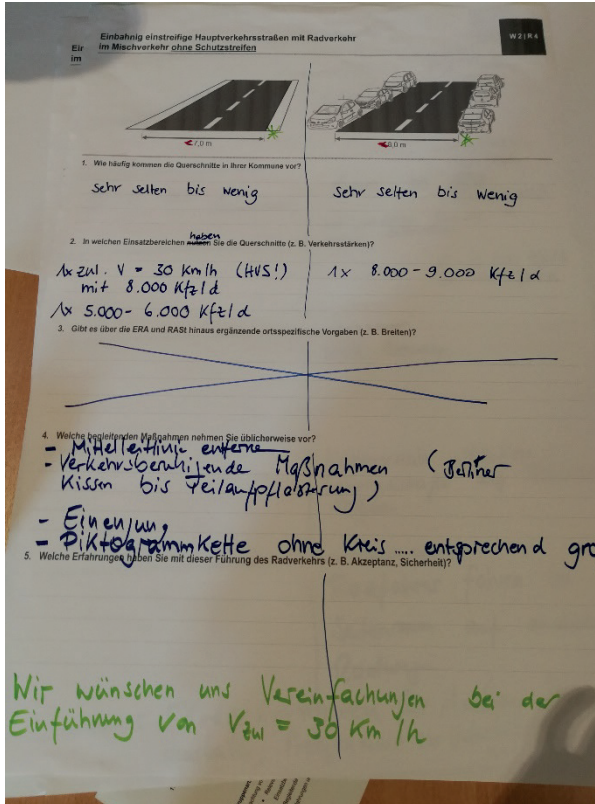 Einbahnig einstreifige Hauptverkehrsstraßen mit Radverkehr
im Mischverkehr ohne Schutzstreifen
W2|R4
Eir
im
<7,0 m
1. Wie häufig kommen die Querschnitte in Ihrer Kommune vor?
sehr selten bis wenig
sehr selten bis wenig
2. In welchen Einsatzbereichen haben Sie die Querschnitte (z. B. Verkehrsstärken)?
1x zul. V = 30 Km/h (HVS!)
mit 8.000 Kfz/d
1x 5.000 - 6.000 Kfz/d
1x 8.000 - 9.000 Kfz/d
3. Gibt es über die ERA und RASt hinaus ergänzende ortsspezifische Vorgaben (z. B. Breiten)?
4. Welche begleitenden Maßnahmen nehmen Sie üblicherweise vor?
- Mittelleitlinie entferne
- Verkehrsberuhigende Maßnahmen (Berliner
Kissen bis Teilaufpflasterung)
- Einengung
- Piktogrammkette ohne Kreis ..... entsprechend gro
5. Welche Erfahrungen haben Sie mit dieser Führung des Radverkehrs (z. B. Akzeptanz, Sicherheit)?
Wir wünschen uns Vereinfachungen bei der
Einführung von Vzul = 30 Km/h